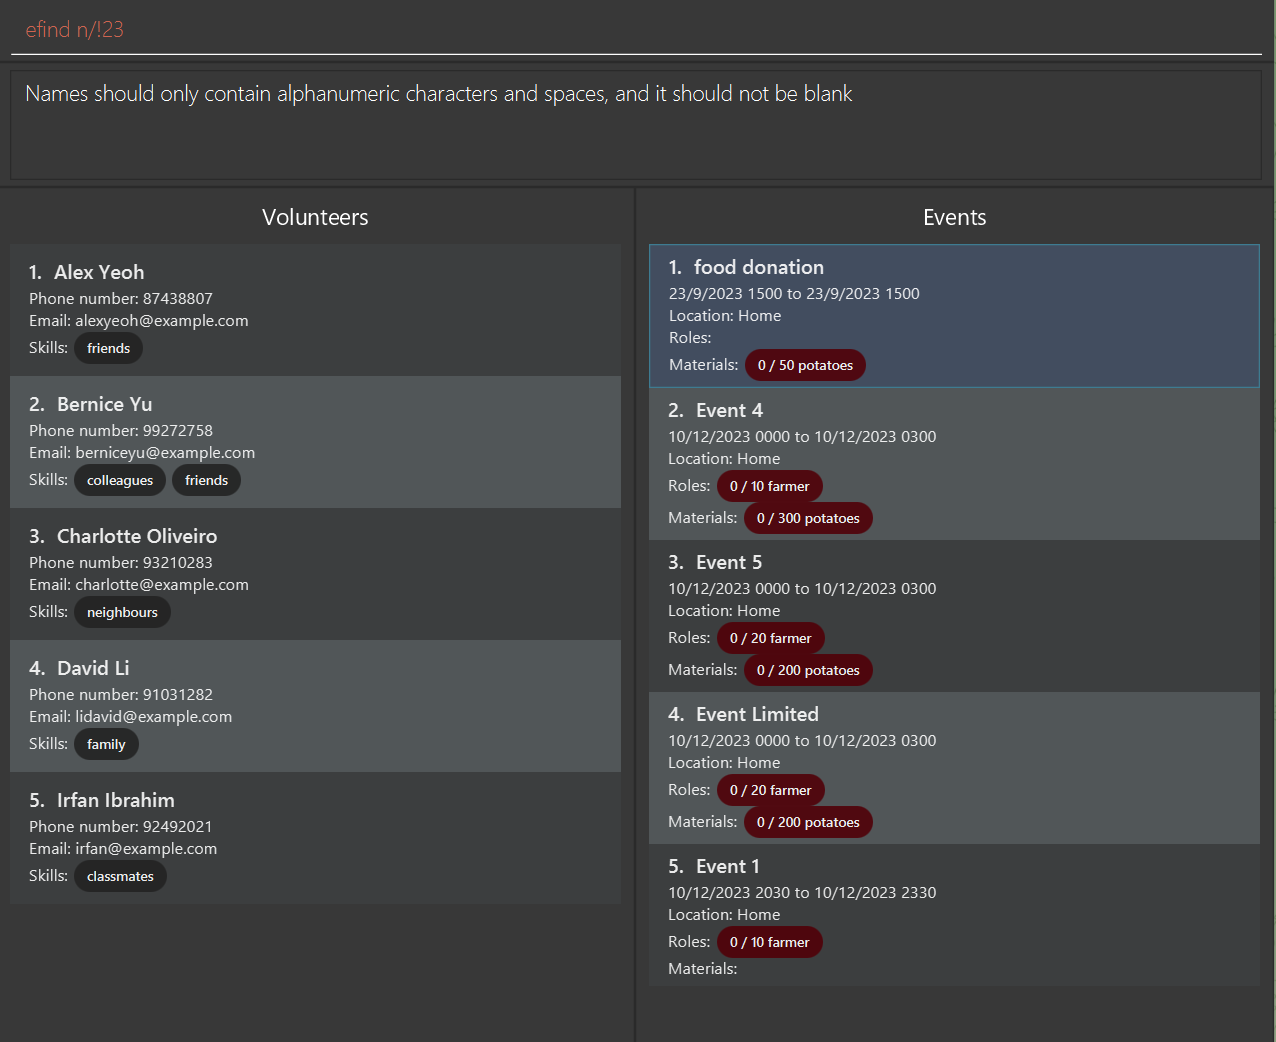 efind n/!23
Names should only contain alphanumeric characters and spaces, and it should not be blank
Volunteers
1. Alex Yeoh
Phone number: 87438807
Email: alexyeoh@example.com
Skills: friends
2. Bernice Yu
Phone number: 99272758
Email: berniceyu@example.com
Skills: colleagues friends
3. Charlotte Oliveiro
Phone number: 93210283
Email: charlotte@example.com
Skills: neighbours
4. David Li
Phone number: 91031282
Email: lidavid@example.com
Skills: family
5. Irfan Ibrahim
Phone number: 92492021
Email: irfan@example.com
Skills: classmates
Events
1. food donation
23/9/2023 1500 to 23/9/2023 1500
Location: Home
Roles:
Materials: 0 / 50 potatoes
2. Event 4
10/12/2023 0000 to 10/12/2023 0300
Location: Home
Roles: 0 / 10 farmer
Materials: 0 / 300 potatoes
3. Event 5
10/12/2023 0000 to 10/12/2023 0300
Location: Home
Roles: 0 / 20 farmer
Materials: 0 / 200 potatoes
4. Event Limited
10/12/2023 0000 to 10/12/2023 0300
Location: Home
Roles: 0 / 20 farmer
Materials: 0 / 200 potatoes
5. Event 1
10/12/2023 2030 to 10/12/2023 2330
Location: Home
Roles: 0 / 10 farmer
Materials: